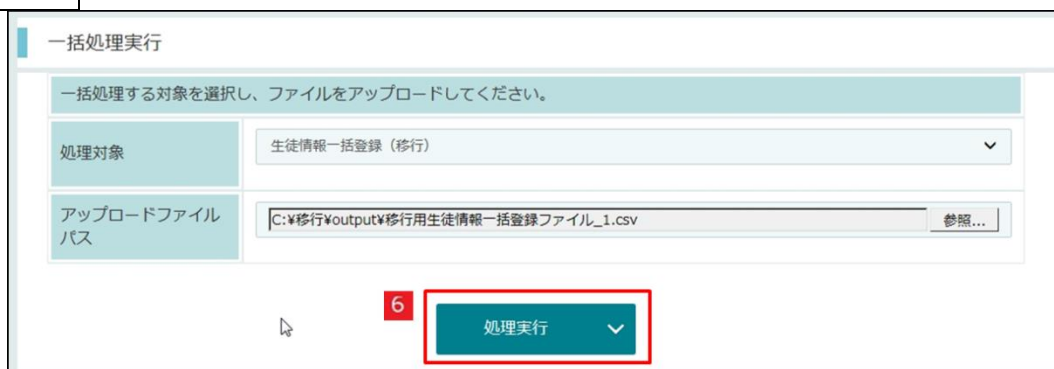 一括処理実行
一括処理する対象を選択し、ファイルをアップロードしてください。
処理対象
生徒情報一括登録（移行）
アップロードファイル
パス
C:¥移行¥output¥移行用生徒情報一括登録ファイル_1.csv
参照...
6
処理実行